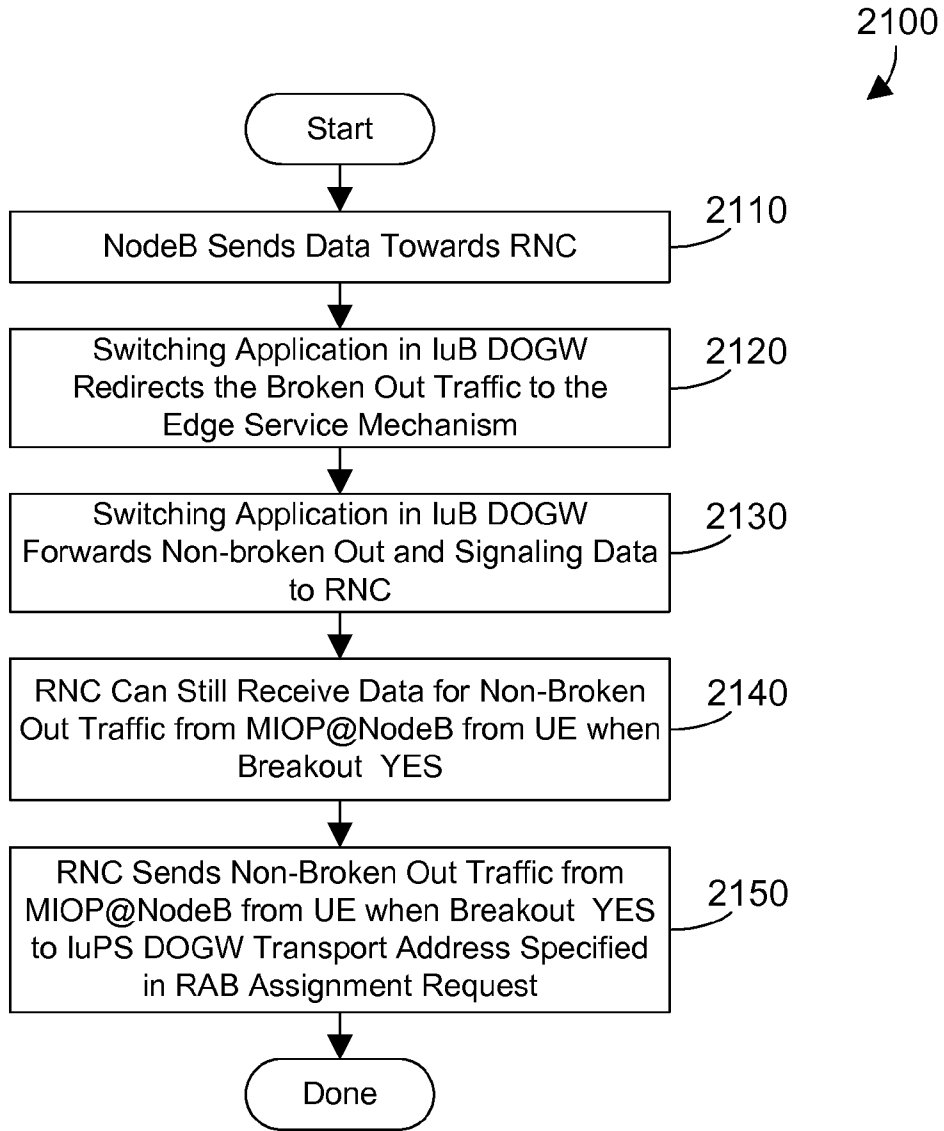 2100
Start
NodeB Sends Data Towards RNC
2110
Switching Application in IuB DOGW
Redirects the Broken Out Traffic to the
Edge Service Mechanism
2120
Switching Application in IuB DOGW
Forwards Non-broken Out and Signaling Data
to RNC
2130
RNC Can Still Receive Data for Non-Broken
Out Traffic from MIOP@NodeB from UE when
Breakout YES
2140
RNC Sends Non-Broken Out Traffic from
MIOP@NodeB from UE when Breakout YES
to IuPS DOGW Transport Address Specified
in RAB Assignment Request
2150
Done